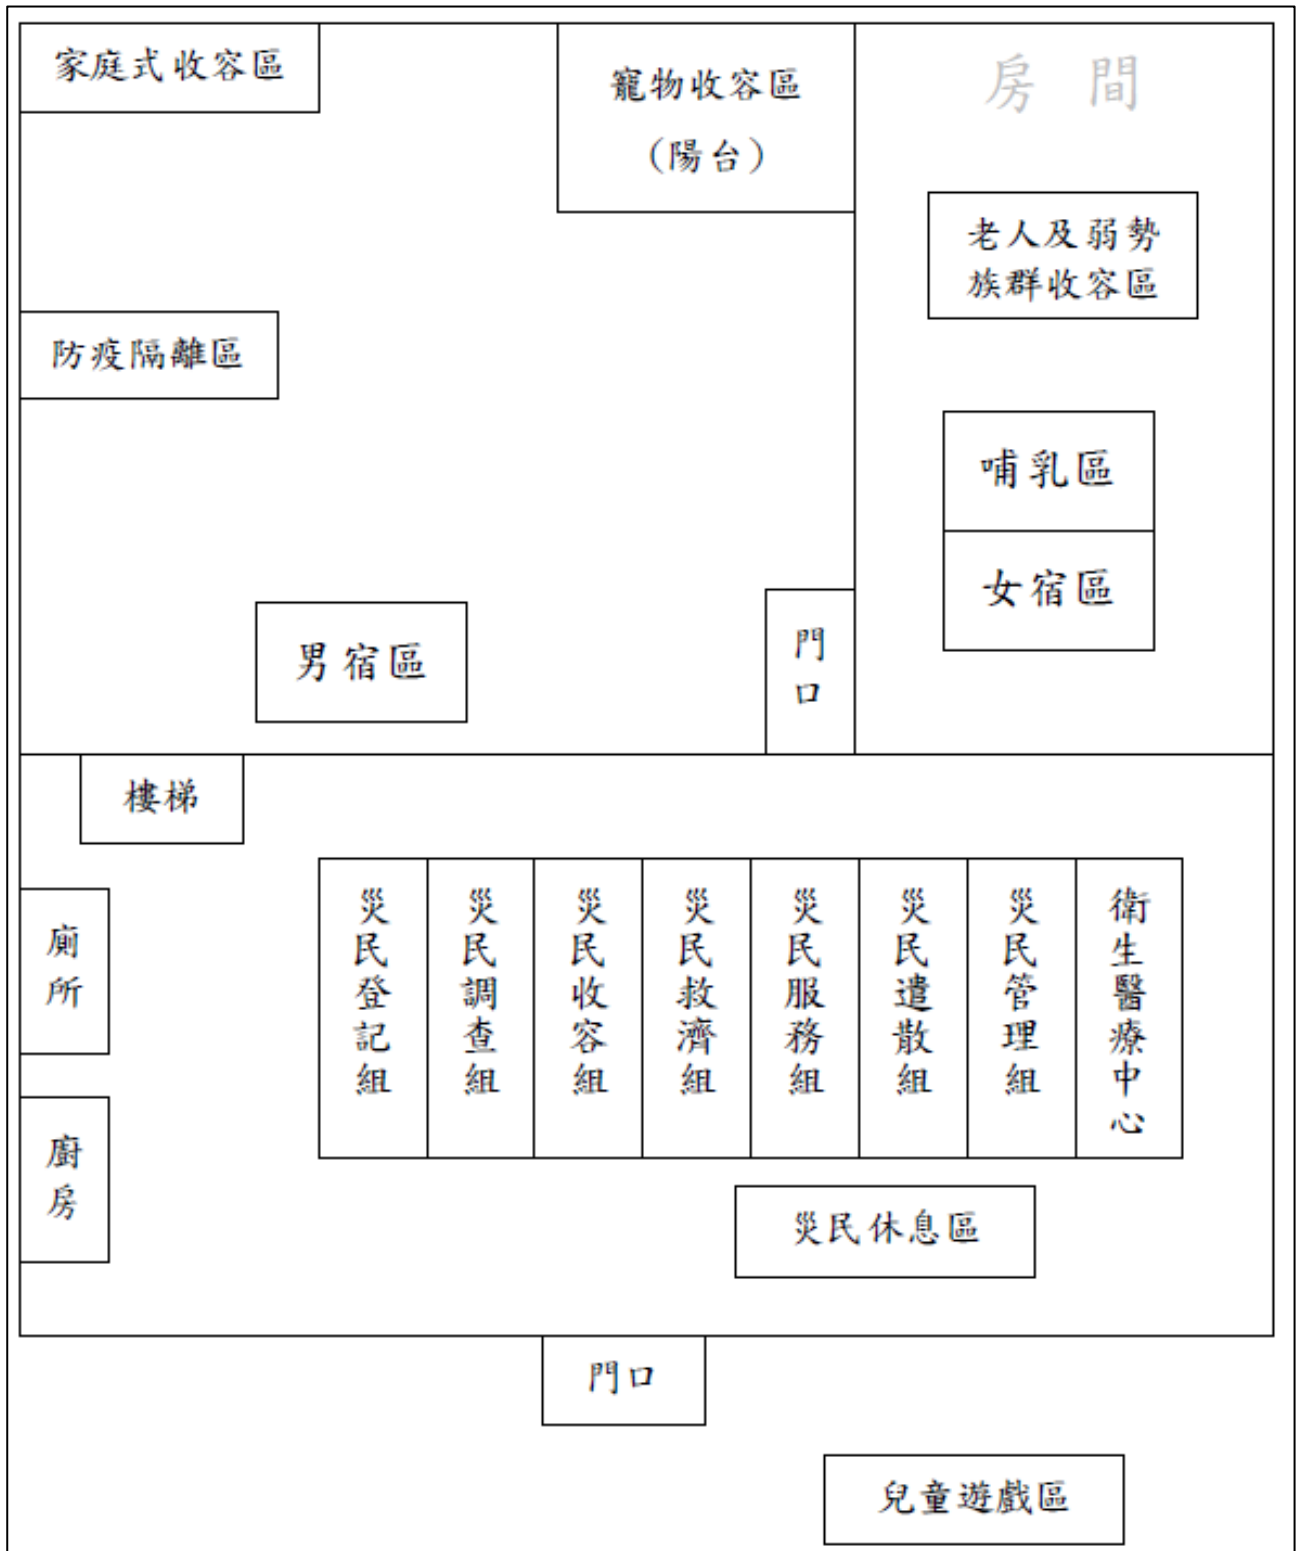 家庭式收容區
寵物收容區
（陽台）
房間
老人及弱勢
族群收容區
防疫隔離區
哺乳區
女宿區
男宿區
門口
樓梯
廁所
廚房
災民登記組
災民調查組
災民收容組
災民救濟組
災民服務組
災民遣散組
災民管理組
衛生醫療中心
災民休息區
門口
兒童遊戲區